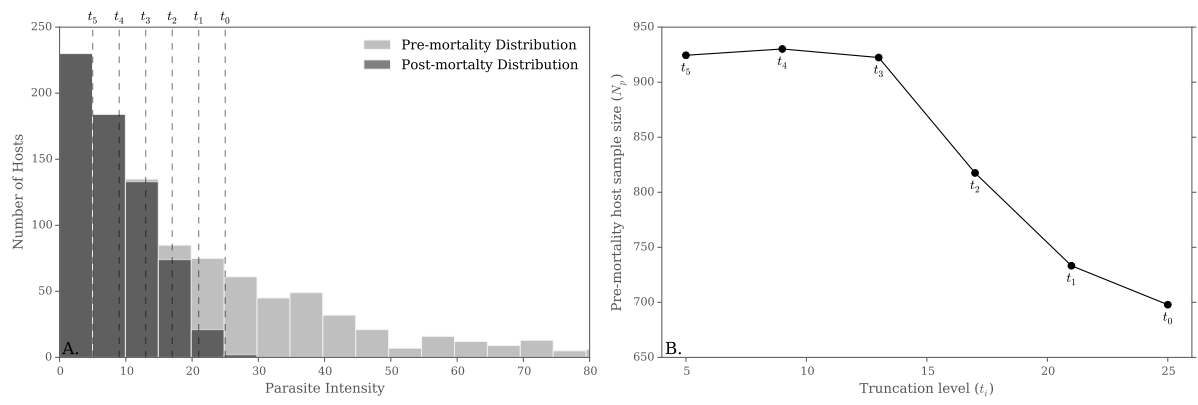 t5 t4 t3 t2 t1 t0
250
200
150
100
50
0
Number of Hosts
Pre-mortality Distribution
Post-mortalty Distribution
A.
0 10 20 30 40 50 60 70 80
Parasite Intensity
950
900
850
800
750
700
650
Pre-mortality host sample size (Np)
t5
t4
t3
t2
t1
t0
B.
5 10 15 20 25
Truncation level (ti)